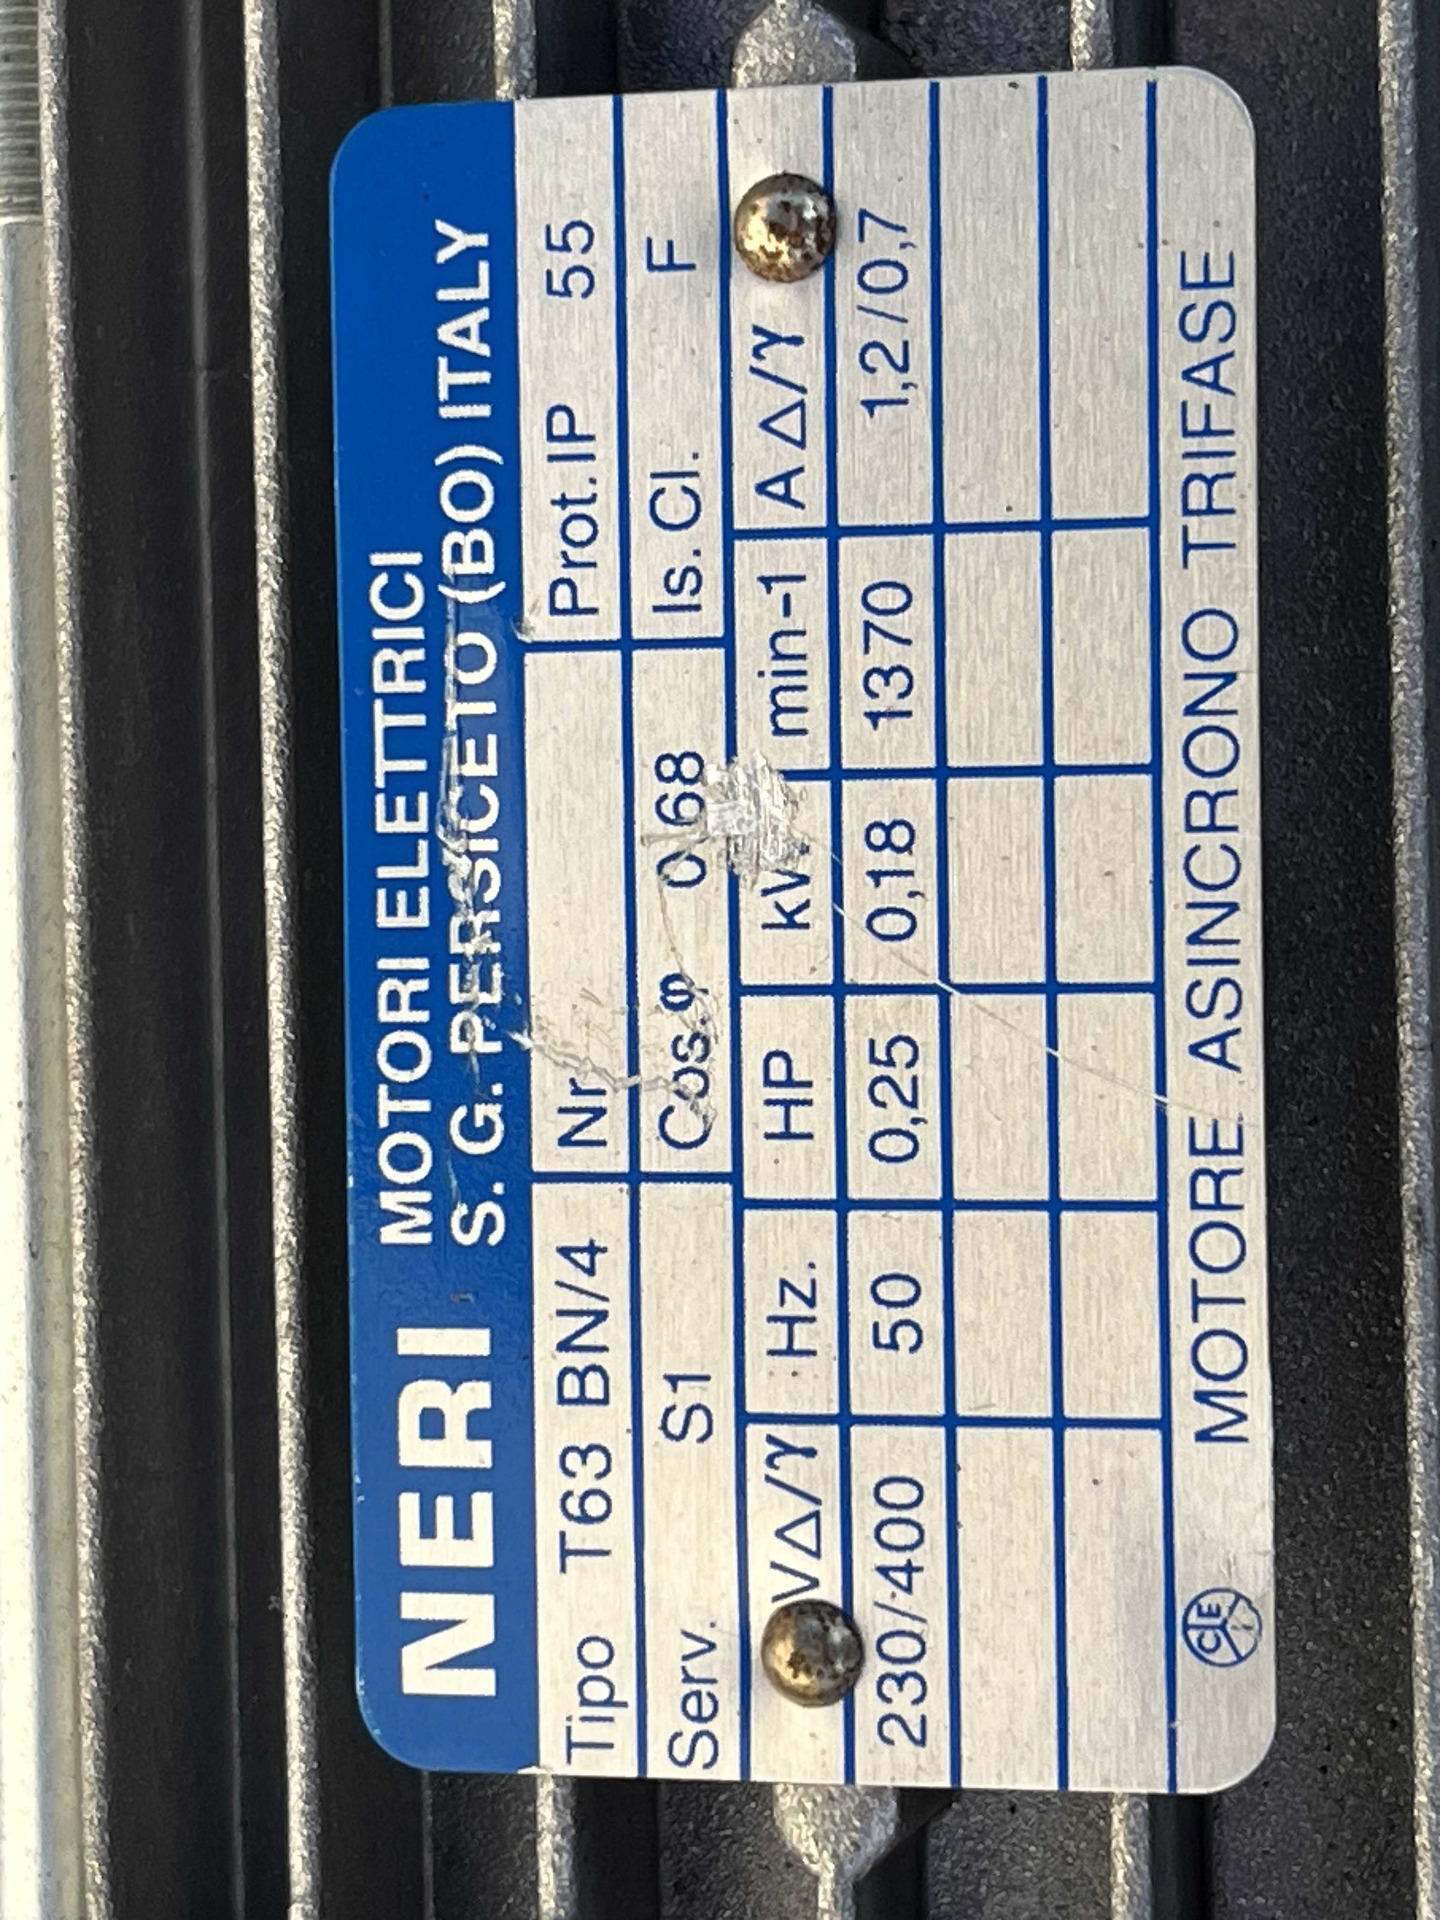 NERI
MOTORI ELETTRICI
S. G. PERSICETO (BO) ITALY
Tipo T63 BN/4 Nr Prot.IP 55
Serv. S1 Cos.φ 0,68 Is.Cl. F
V∆/γ Hz. HP kW min-1 A ∆/γ
230/400 50 0,25 0,18 1370 1,2/0,7
CE MOTORE ASINCRONO TRIFASE